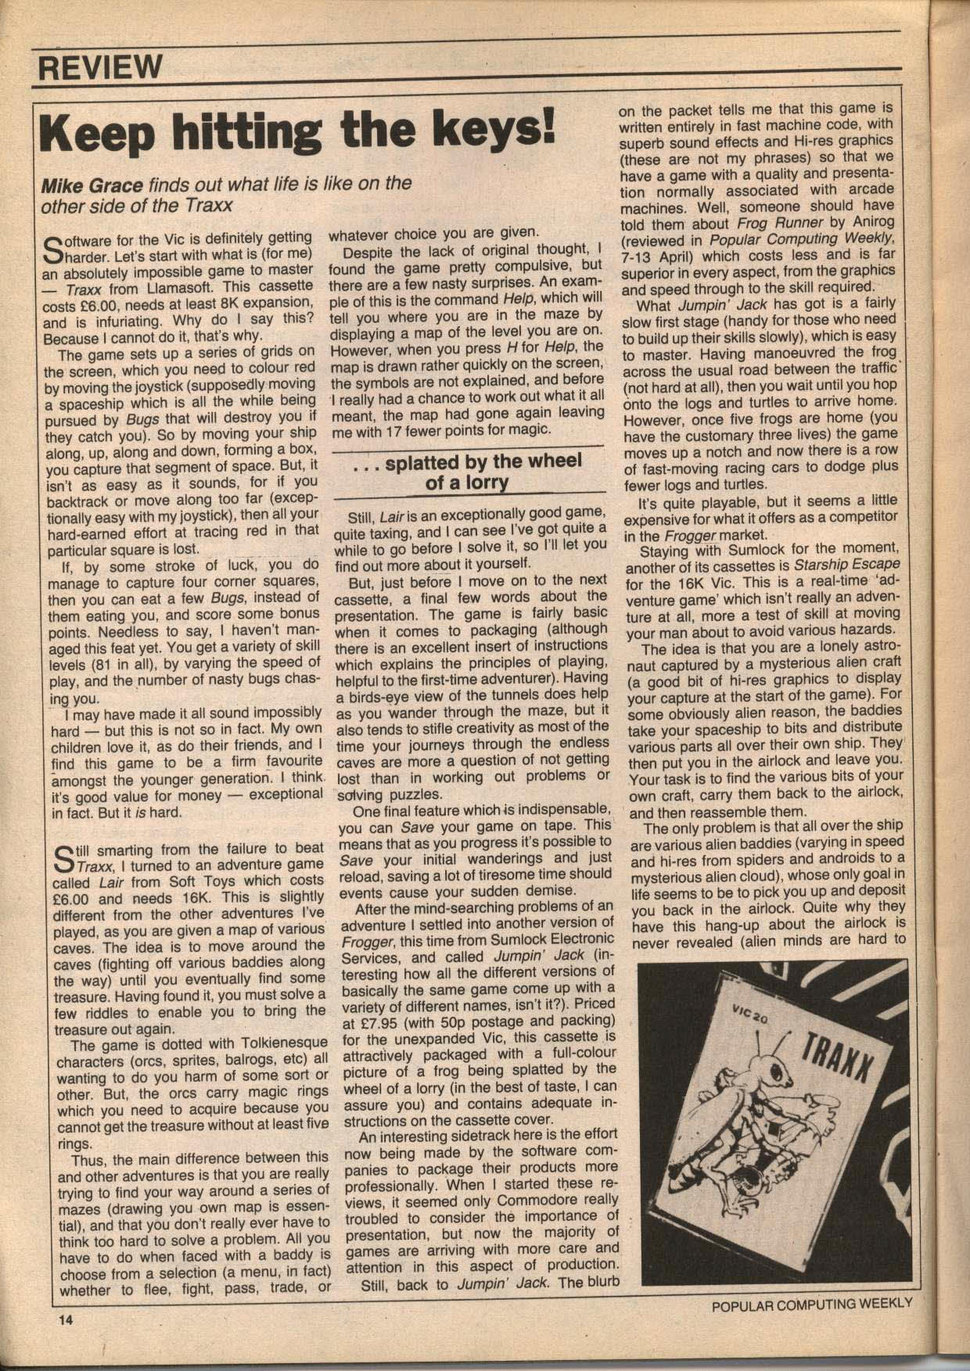 REVIEW
Keep hitting the keys!
Mike Grace finds out what life is like on the
other side of the Traxx
Software for the Vic is definitely getting
harder. Let's start with what is (for me)
an absolutely impossible game to master
— Traxx from Llamasoft. This cassette
costs £6.00, needs at least 8K expansion,
and is infuriating. Why do I say this?
Because I cannot do it, that's why.
The game sets up a series of grids on
the screen, which you need to colour red
by moving the joystick (supposedly moving
a spaceship which is all the while being
pursued by Bugs that will destroy you if
they catch you). So by moving your ship
along, up, along and down, forming a box,
you capture that segment of space. But, it
isn't as easy as it sounds, for if you
backtrack or move along too far (excep-
tionally easy with my joystick), then all your
hard-earned effort at tracing red in that
particular square is lost.
If, by some stroke of luck, you do
manage to capture four corner squares,
then you can eat a few Bugs, instead of
them eating you, and score some bonus
points. Needless to say, I haven't man-
aged this feat yet. You get a variety of skill
levels (81 in all), by varying the speed of
play, and the number of nasty bugs chas-
ing you.
I may have made it all sound impossibly
hard — but this is not so in fact. My own
children love it, as do their friends, and I
find this game to be a firm favourite
amongst the younger generation. I think
it's good value for money — exceptional
in fact. But it is hard.
Still smarting from the failure to beat
Traxx, I turned to an adventure game
called Lair from Soft Toys which costs
£6.00 and needs 16K. This is slightly
different from the other adventures I've
played, as you are given a map of various
caves. The idea is to move around the
caves (fighting off various baddies along
the way) until you eventually find some
treasure. Having found it, you must solve a
few riddles to enable you to bring the
treasure out again.
The game is dotted with Tolkienesque
characters (orcs, sprites, balrogs, etc) all
wanting to do you harm of some sort or
other. But, the orcs carry magic rings
which you need to acquire because you
cannot get the treasure without at least five
rings.
Thus, the main difference between this
and other adventures is that you are really
trying to find your way around a series of
mazes (drawing you own map is essen-
tial), and that you don't really ever have to
think too hard to solve a problem. All you
have to do when faced with a baddy is
choose from a selection (a menu, in fact)
whether to flee, fight, pass, trade, or
whatever choice you are given.
Despite the lack of original thought, I
found the game pretty compulsive, but
there are a few nasty surprises. An exam-
ple of this is the command Help, which will
tell you where you are in the maze by
displaying a map of the level you are on.
However, when you press H for Help, the
map is drawn rather quickly on the screen,
the symbols are not explained, and before
I really had a chance to work out what it all
meant, the map had gone again leaving
me with 17 fewer points for magic.
... splatted by the wheel
of a lorry
Still, Lair is an exceptionally good game,
quite taxing, and I can see I've got quite a
while to go before I solve it, so I'll let you
find out more about it yourself.
But, just before I move on to the next
cassette, a final few words about the
presentation. The game is fairly basic
when it comes to packaging (although
there is an excellent insert of instructions
which explains the principles of playing,
helpful to the first-time adventurer). Having
a birds-eye view of the tunnels does help
as you wander through the maze, but it
also tends to stifle creativity as most of the
time your journeys through the endless
caves are more a question of not getting
lost than in working out problems or
solving puzzles.
One final feature which is indispensable,
you can Save your game on tape. This
means that as you progress it's possible to
Save your initial wanderings and just
reload, saving a lot of tiresome time should
events cause your sudden demise.
After the mind-searching problems of an
adventure I settled into another version of
Frogger, this time from Sumlock Electronic
Services, and called Jumpin' Jack (in-
teresting how all the different versions of
basically the same game come up with a
variety of different names, isn't it?). Priced
at £7.95 (with 50p postage and packing)
for the unexpanded Vic, this cassette is
attractively packaged with a full-colour
picture of a frog being splatted by the
wheel of a lorry (in the best of taste, I can
assure you) and contains adequate in-
structions on the cassette cover.
An interesting sidetrack here is the effort
now being made by the software com-
panies to package their products more
professionally. When I started these re-
views, it seemed only Commodore really
troubled to consider the importance of
presentation, but now the majority of
games are arriving with more care and
attention in this aspect of production.
Still, back to Jumpin' Jack. The blurb
on the packet tells me that this game is
written entirely in fast machine code, with
superb sound effects and Hi-res graphics
(these are not my phrases) so that we
have a game with a quality and presenta-
tion normally associated with arcade
machines. Well, someone should have
told them about Frog Runner by Anirog
(reviewed in Popular Computing Weekly,
7-13 April) which costs less and is far
superior in every aspect, from the graphics
and speed through to the skill required.
What Jumpin' Jack has got is a fairly
slow first stage (handy for those who need
to build up their skills slowly), which is easy
to master. Having manoeuvred the frog
across the usual road between the traffic
(not hard at all), then you wait until you hop
onto the logs and turtles to arrive home.
However, once five frogs are home (you
have the customary three lives) the game
moves up a notch and now there is a row
of fast-moving racing cars to dodge plus
fewer logs and turtles.
It's quite playable, but it seems a little
expensive for what it offers as a competitor
in the Frogger market.
Staying with Sumlock for the moment,
another of its cassettes is Starship Escape
for the 16K Vic. This is a real-time 'ad-
venture game' which isn't really an adven-
ture at all, more a test of skill at moving
your man about to avoid various hazards.
The idea is that you are a lonely astro-
naut captured by a mysterious alien craft
(a good bit of hi-res graphics to display
your capture at the start of the game). For
some obviously alien reason, the baddies
take your spaceship to bits and distribute
various parts all over their own ship. They
then put you in the airlock and leave you.
Your task is to find the various bits of your
own craft, carry them back to the airlock,
and then reassemble them.
The only problem is that all over the ship
are various alien baddies (varying in speed
and hi-res from spiders and androids to a
mysterious alien cloud), whose only goal in
life seems to be to pick you up and deposit
you back in the airlock. Quite why they
have this hang-up about the airlock is
never revealed (alien minds are hard to
VIC 20
TRAXX
14
POPULAR COMPUTING WEEKLY